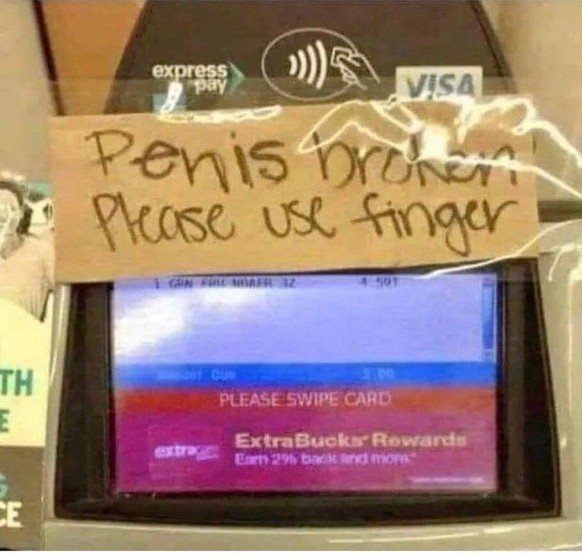 express
pay
VISA
Penis broken
Please use finger
PLEASE SWIPE CARD
ExtraBucks Rewards
Earn 2% back and more.
TH
E
CE